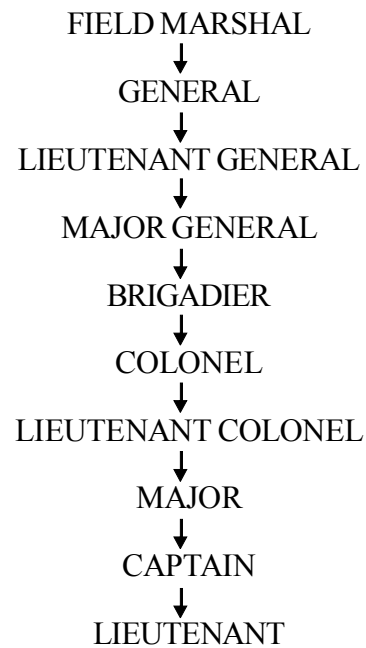 FIELD MARSHAL
GENERAL
LIEUTENANT GENERAL
MAJOR GENERAL
BRIGADIER
COLONEL
LIEUTENANT COLONEL
MAJOR
CAPTAIN
LIEUTENANT